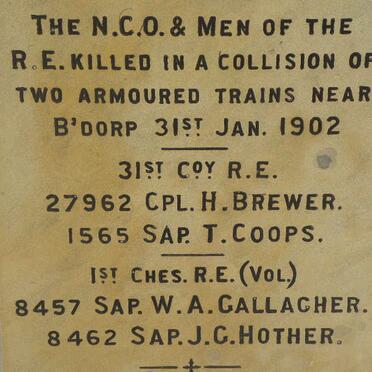 THE N.C.O. & MEN OF THE
R.E. KILLED IN A COLLISION OF
TWO ARMOURED TRAINS NEAR
B'DORP 31ST JAN. 1902
31ST COY R.E.
27962 CPL. H. BREWER.
1565 SAP. T. COOPS.
1ST CHES. R.E. (VOL.)
8457 SAP. W. A. GALLAGHER.
8462 SAP. J. G. HOTHER.